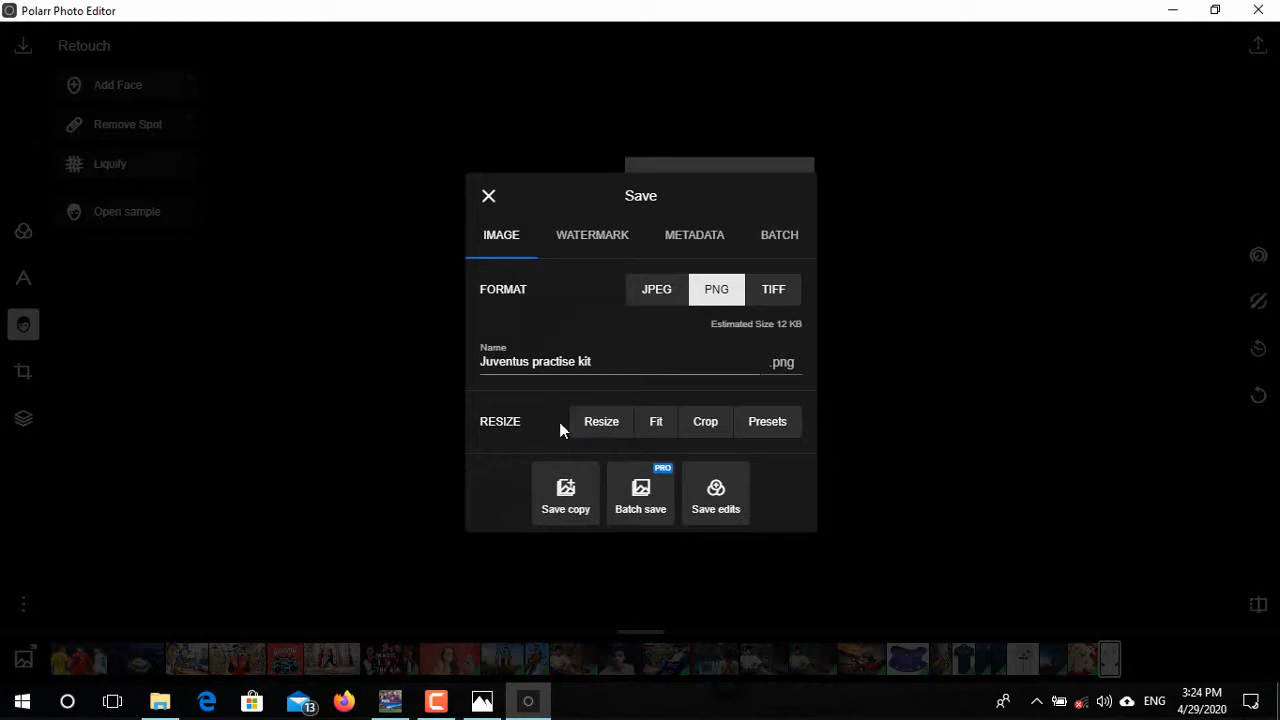 Polarr Photo Editor
Retouch
Add Face
Remove Spot
Liquify
Open sample
Save
IMAGE WATERMARK METADATA BATCH
FORMAT JPEG PNG TIFF
Estimated Size 12 KB
Name
Juventus practise kit .png
RESIZE Resize Fit Crop Presets
PRO
Save copy Batch save Save edits
13
ENG
3:24 PM
4/29/2020